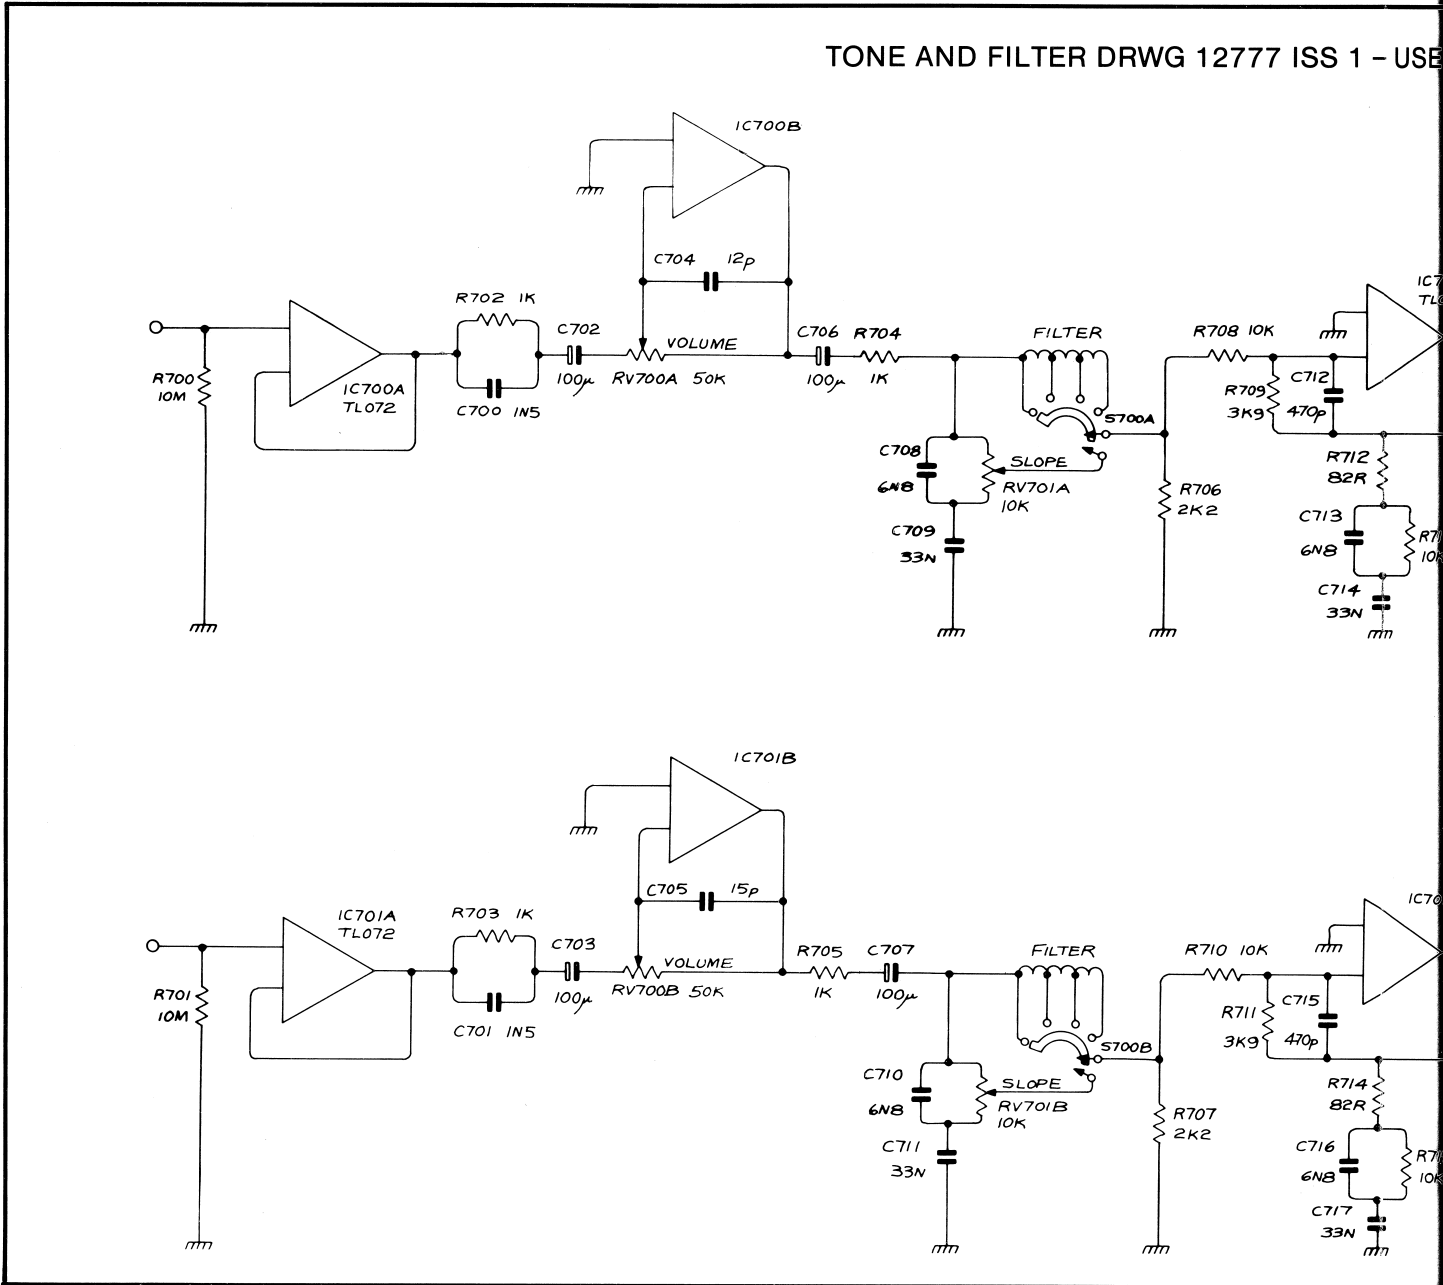 TONE AND FILTER DRWG 12777 ISS 1 – USE
IC700B
C704 12p
R702 1K
C702
VOLUME
C706 R704
FILTER
R708 10K
R700
10M
IC700A
TL072
C700 1N5
100µ
RV700A 50K
100µ
1K
S700A
R709
3K9
C712
470p
C708
6N8
SLOPE
RV701A
10K
R706
2K2
R712
82R
C709
33N
C713
6N8
C714
33N
IC701B
C705 15p
IC701A
TL072
R703 1K
C703
VOLUME
R705 C707
FILTER
R710 10K
R701
10M
C701 1N5
100µ
RV700B 50K
1K
100µ
S700B
R711
3K9
C715
470p
C710
6N8
SLOPE
RV701B
10K
R707
2K2
R714
82R
C711
33N
C716
6N8
C717
33N